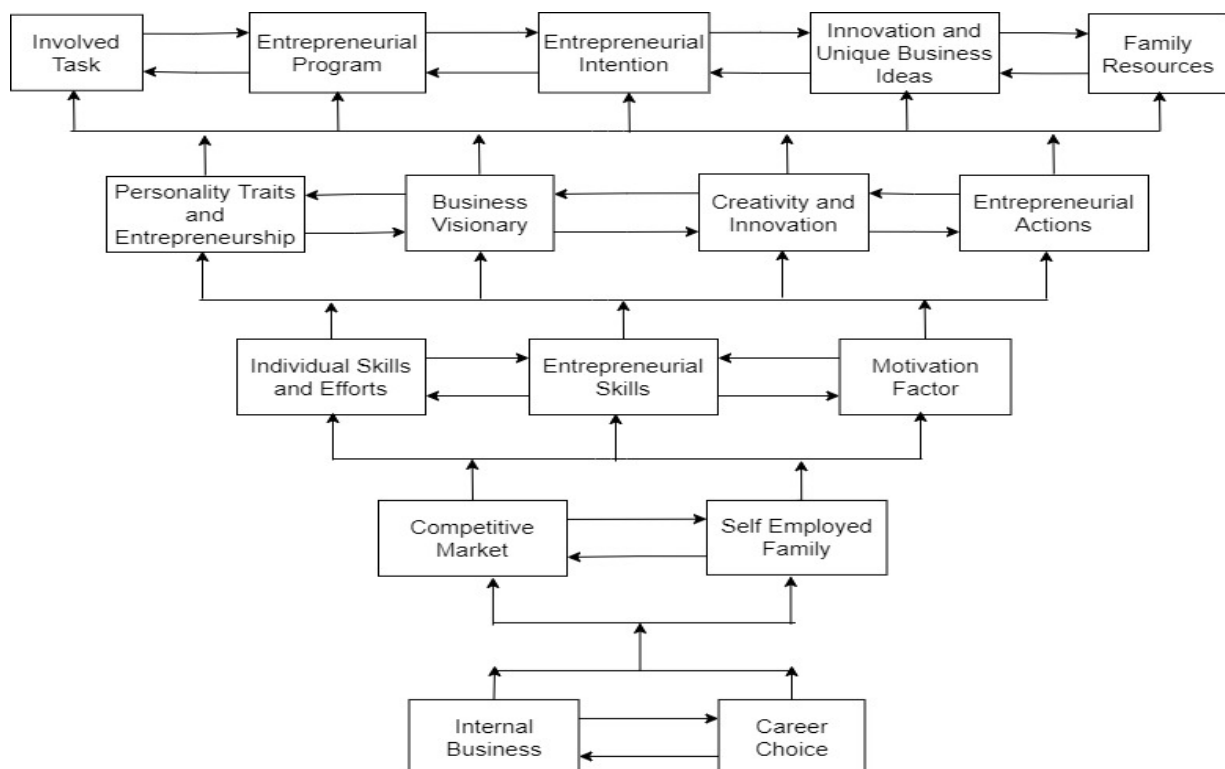 Involved
Task
Entrepreneurial
Program
Entrepreneurial
Intention
Innovation and
Unique Business
Ideas
Family
Resources
Personality Traits
and
Entrepreneurship
Business
Visionary
Creativity and
Innovation
Entrepreneurial
Actions
Individual Skills
and Efforts
Entrepreneurial
Skills
Motivation
Factor
Competitive
Market
Self Employed
Family
Internal
Business
Career
Choice